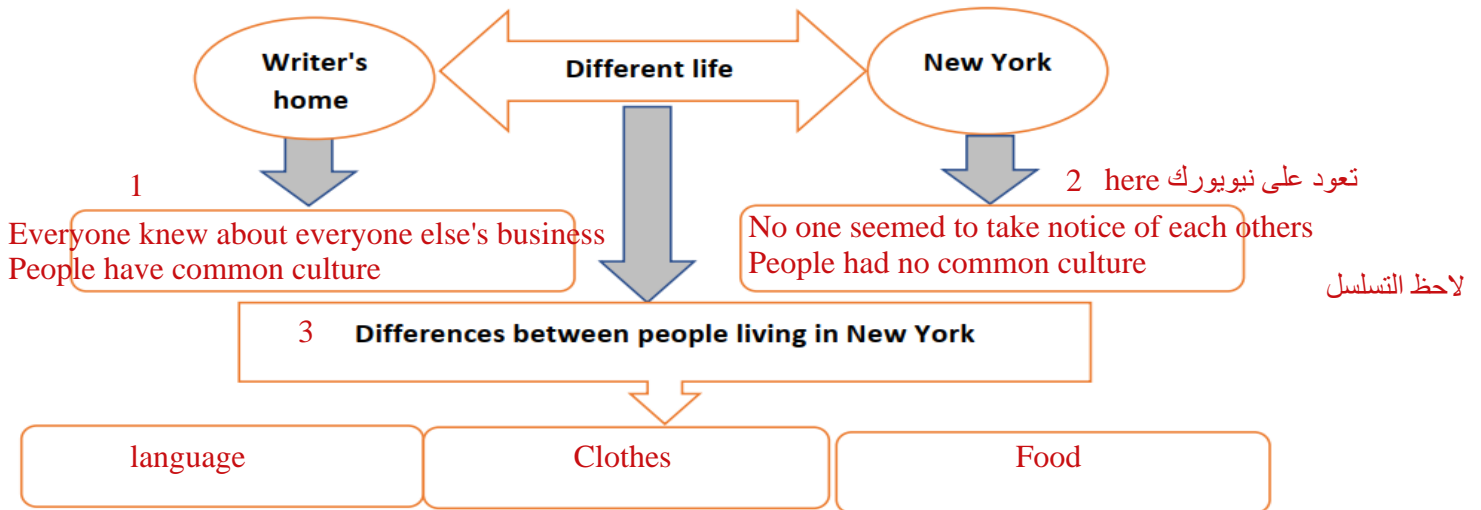 Writer's
home
Different life
New York
1
2 here تعود على نيويورك
Everyone knew about everyone else's business
People have common culture
No one seemed to take notice of each others
People had no common culture
لاحظ التسلسل
3 Differences between people living in New York
language
Clothes
Food